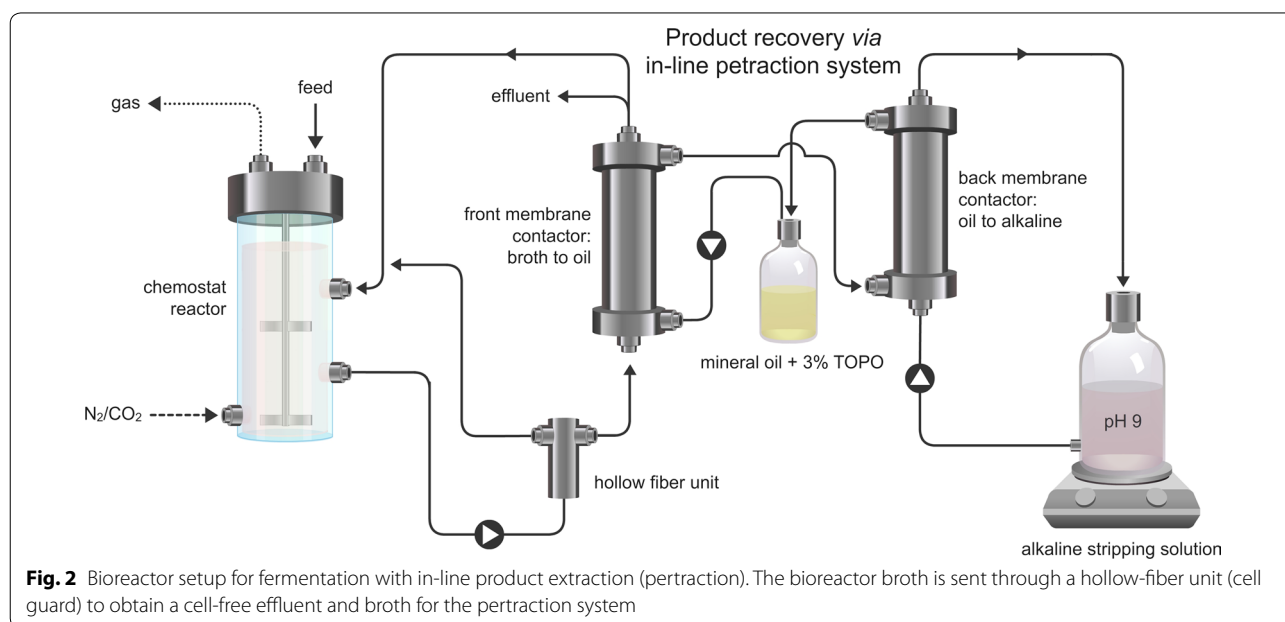 Product recovery via
in-line petraction system
gas
feed
effluent
front membrane
contactor:
broth to oil
back membrane
contactor:
oil to alkaline
chemostat
reactor
mineral oil + 3% TOPO
N₂/CO₂
pH 9
hollow fiber unit
alkaline stripping solution
Fig. 2 Bioreactor setup for fermentation with in-line product extraction (pertraction). The bioreactor broth is sent through a hollow-fiber unit (cell
guard) to obtain a cell-free effluent and broth for the pertraction system